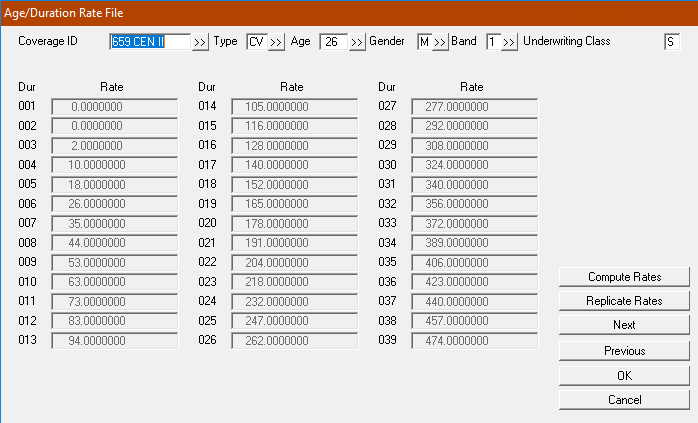 Age/Duration Rate File
Coverage ID 659 CEN II >> Type CV >> Age 26 >> Gender M >> Band 1 >> Underwriting Class S
Dur Rate Dur Rate Dur Rate
001 0.0000000 014 105.0000000 027 277.0000000
002 0.0000000 015 116.0000000 028 292.0000000
003 2.0000000 016 128.0000000 029 308.0000000
004 10.0000000 017 140.0000000 030 324.0000000
005 18.0000000 018 152.0000000 031 340.0000000
006 26.0000000 019 165.0000000 032 356.0000000
007 35.0000000 020 178.0000000 033 372.0000000
008 44.0000000 021 191.0000000 034 389.0000000
009 53.0000000 022 204.0000000 035 406.0000000
010 63.0000000 023 218.0000000 036 423.0000000
011 73.0000000 024 232.0000000 037 440.0000000
012 83.0000000 025 247.0000000 038 457.0000000
013 94.0000000 026 262.0000000 039 474.0000000
Compute Rates
Replicate Rates
Next
Previous
OK
Cancel